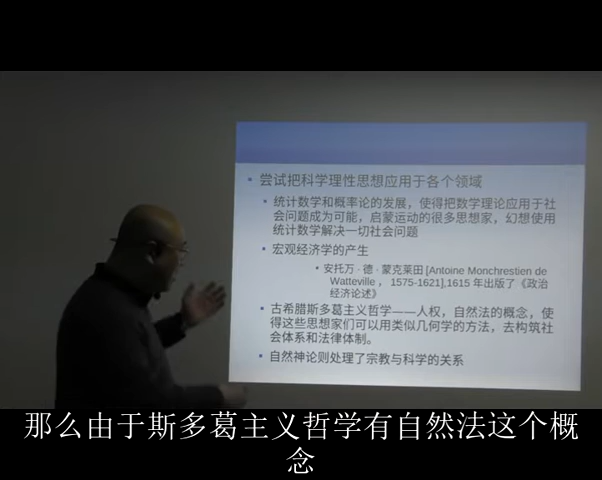 尝试把科学理性思想应用于各个领域
统计数学和概率论的发展，使得把数学理论应用于社
会问题成为可能，启蒙运动的很多思想家，幻想使用
统计数学解决一切社会问题
宏观经济学的产生
安托万 · 德 · 蒙克莱田 [Antoine Monchrestien de
Watteville ， 1575-1621],1615 年出版了《政治
经济论述》
古希腊斯多葛主义哲学——人权，自然法的概念，使
得这些思想家们可以用类似几何学的方法，去构筑社
会体系和法律体制。
自然神论则处理了宗教与科学的关系
那么由于斯多葛主义哲学有自然法这个概
念